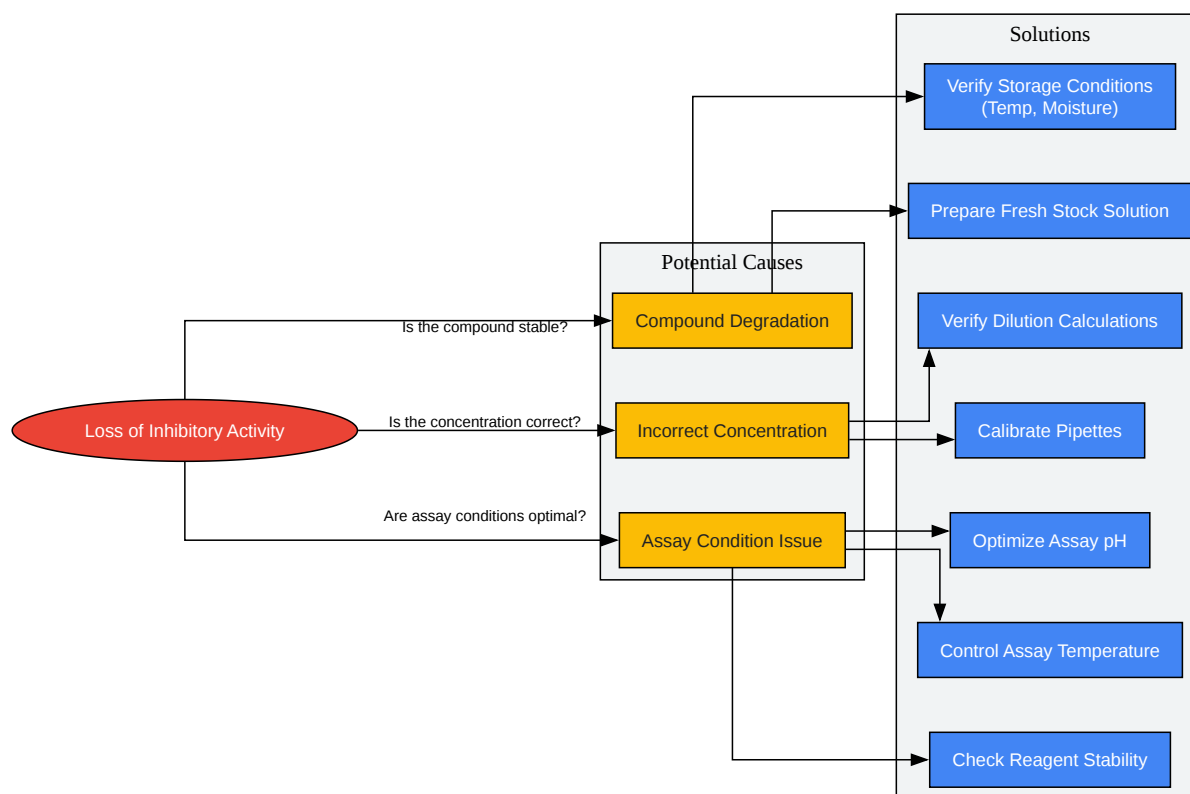 Solutions
Verify Storage Conditions
(Temp, Moisture)
Prepare Fresh Stock Solution
Potential Causes
Is the compound stable?
Compound Degradation
Verify Dilution Calculations
Loss of Inhibitory Activity
Is the concentration correct?
Incorrect Concentration
Calibrate Pipettes
Are assay conditions optimal?
Assay Condition Issue
Optimize Assay pH
Control Assay Temperature
Check Reagent Stability